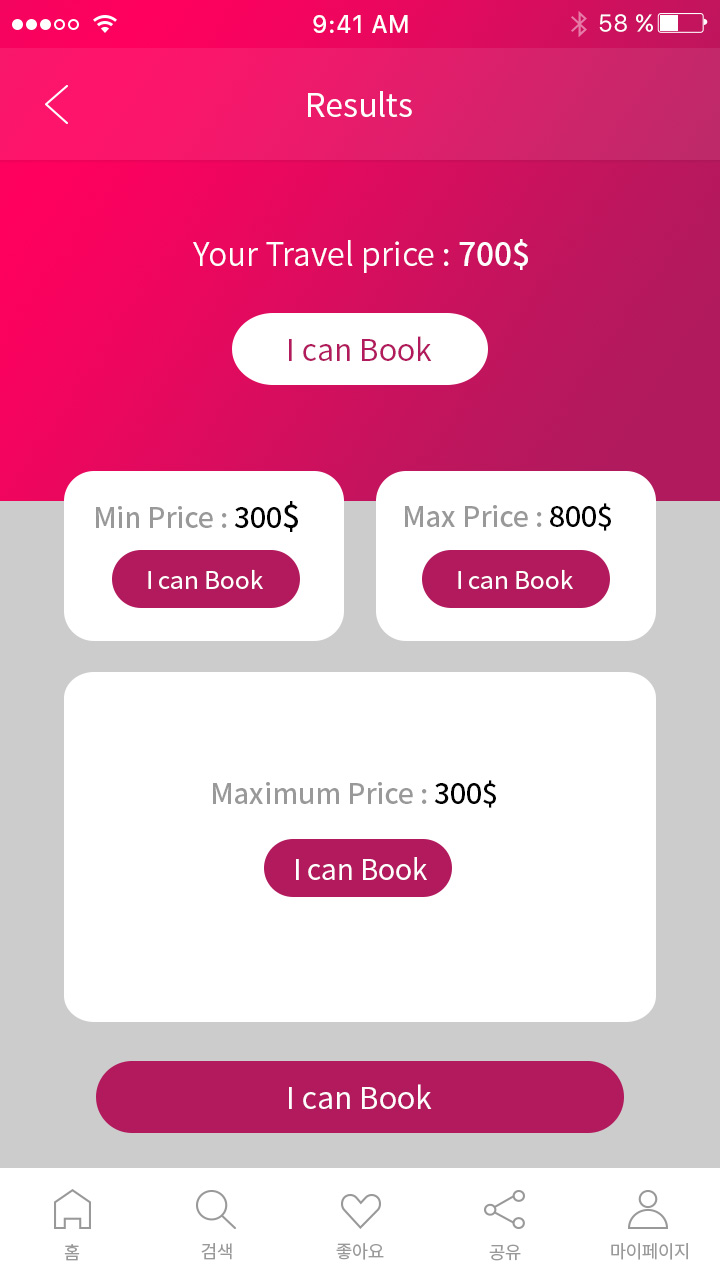 9:41 AM 58 %
Results
Your Travel price : 700$
I can Book
Min Price : 300$
Max Price : 800$
I can Book
I can Book
Maximum Price : 300$
I can Book
I can Book
홈
검색
좋아요
공유
마이페이지